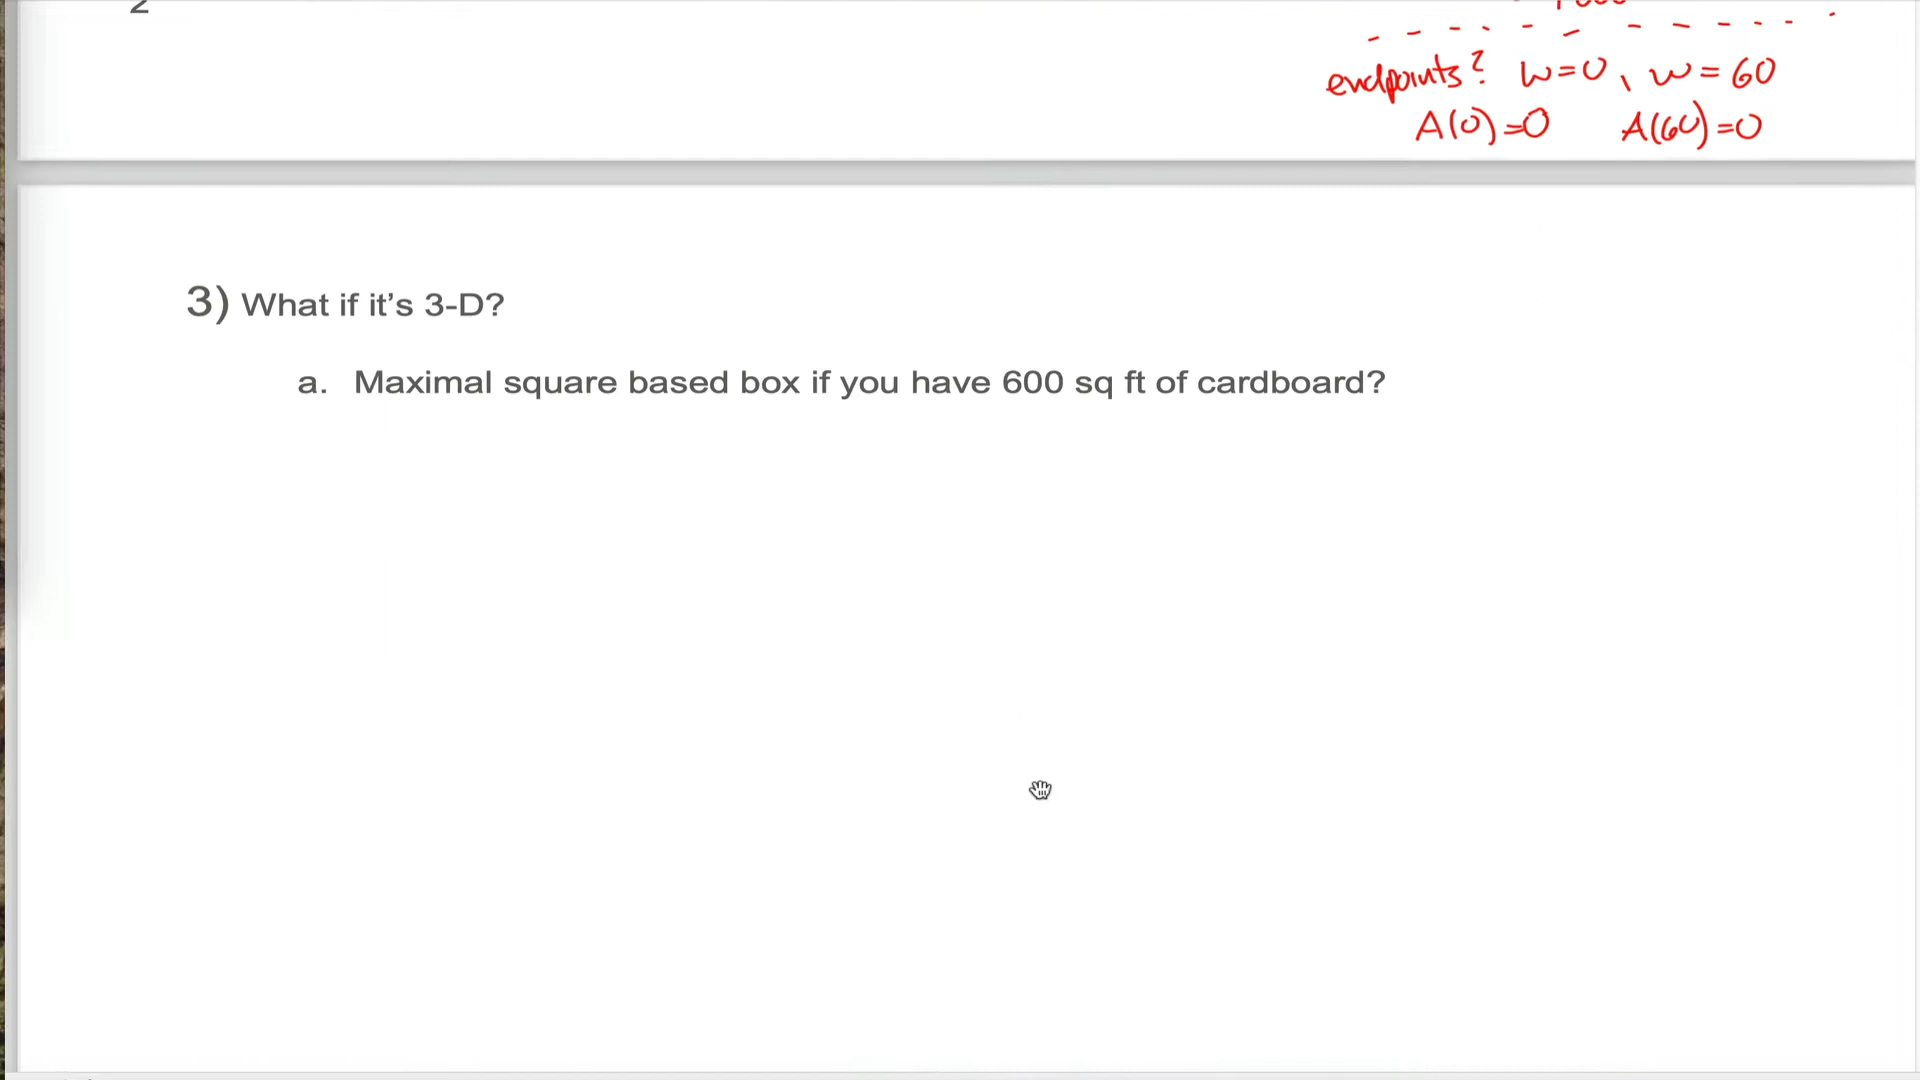 2
endpoints? w=0, w=60
A(0)=0 A(60)=0
3) What if it's 3-D?
a. Maximal square based box if you have 600 sq ft of cardboard?